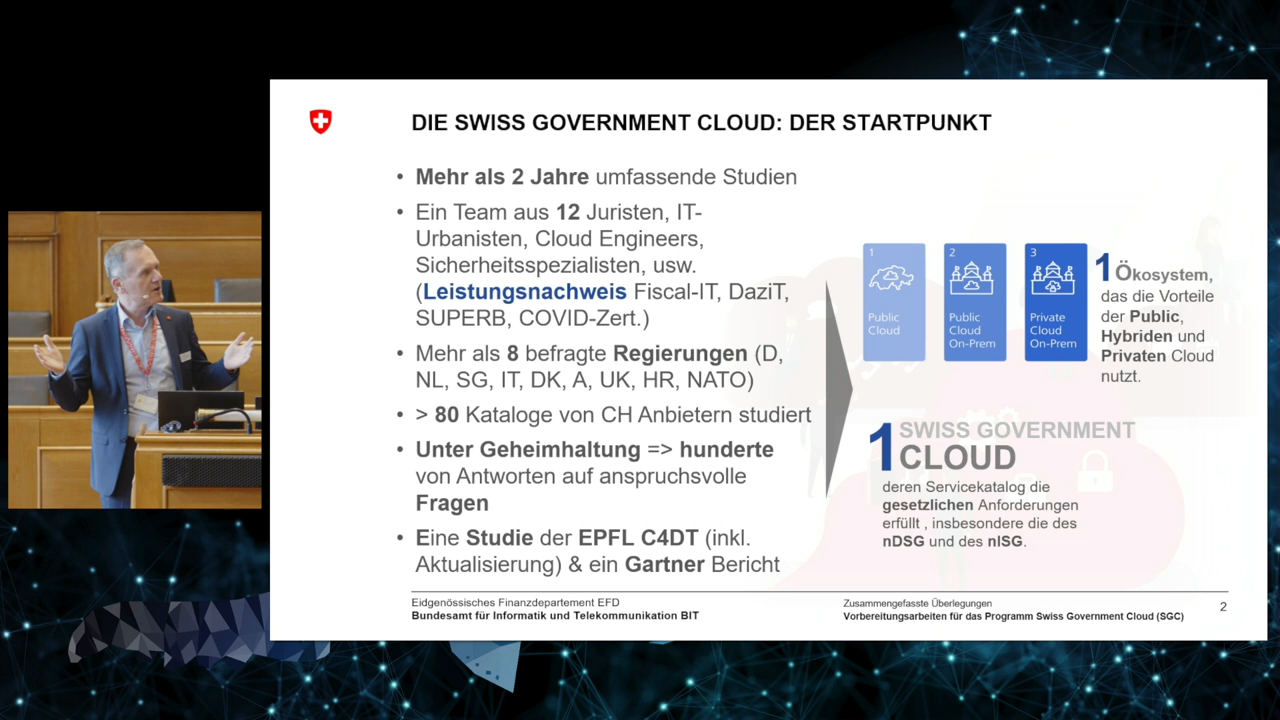 DIE SWISS GOVERNMENT CLOUD: DER STARTPUNKT
• Mehr als 2 Jahre umfassende Studien
• Ein Team aus 12 Juristen, IT-
Urbanisten, Cloud Engineers,
Sicherheitsspezialisten, usw.
(Leistungsnachweis Fiscal-IT, DaziT,
SUPERB, COVID-Zert.)
• Mehr als 8 befragte Regierungen (D,
NL, SG, IT, DK, A, UK, HR, NATO)
• > 80 Kataloge von CH Anbietern studiert
• Unter Geheimhaltung => hunderte
von Antworten auf anspruchsvolle
Fragen
• Eine Studie der EPFL C4DT (inkl.
Aktualisierung) & ein Gartner Bericht
1
Public
Cloud
2
Public
Cloud
On-Prem
3
Private
Cloud
On-Prem
1 Ökosystem,
das die Vorteile
der Public,
Hybriden und
Privaten Cloud
nutzt.
1 SWISS GOVERNMENT
CLOUD
deren Servicekatalog die
gesetzlichen Anforderungen
erfüllt , insbesondere die des
nDSG und des nISG.
Eidgenössisches Finanzdepartement EFD
Bundesamt für Informatik und Telekommunikation BIT
Zusammengefasste Überlegungen
Vorbereitungsarbeiten für das Programm Swiss Government Cloud (SGC)
2